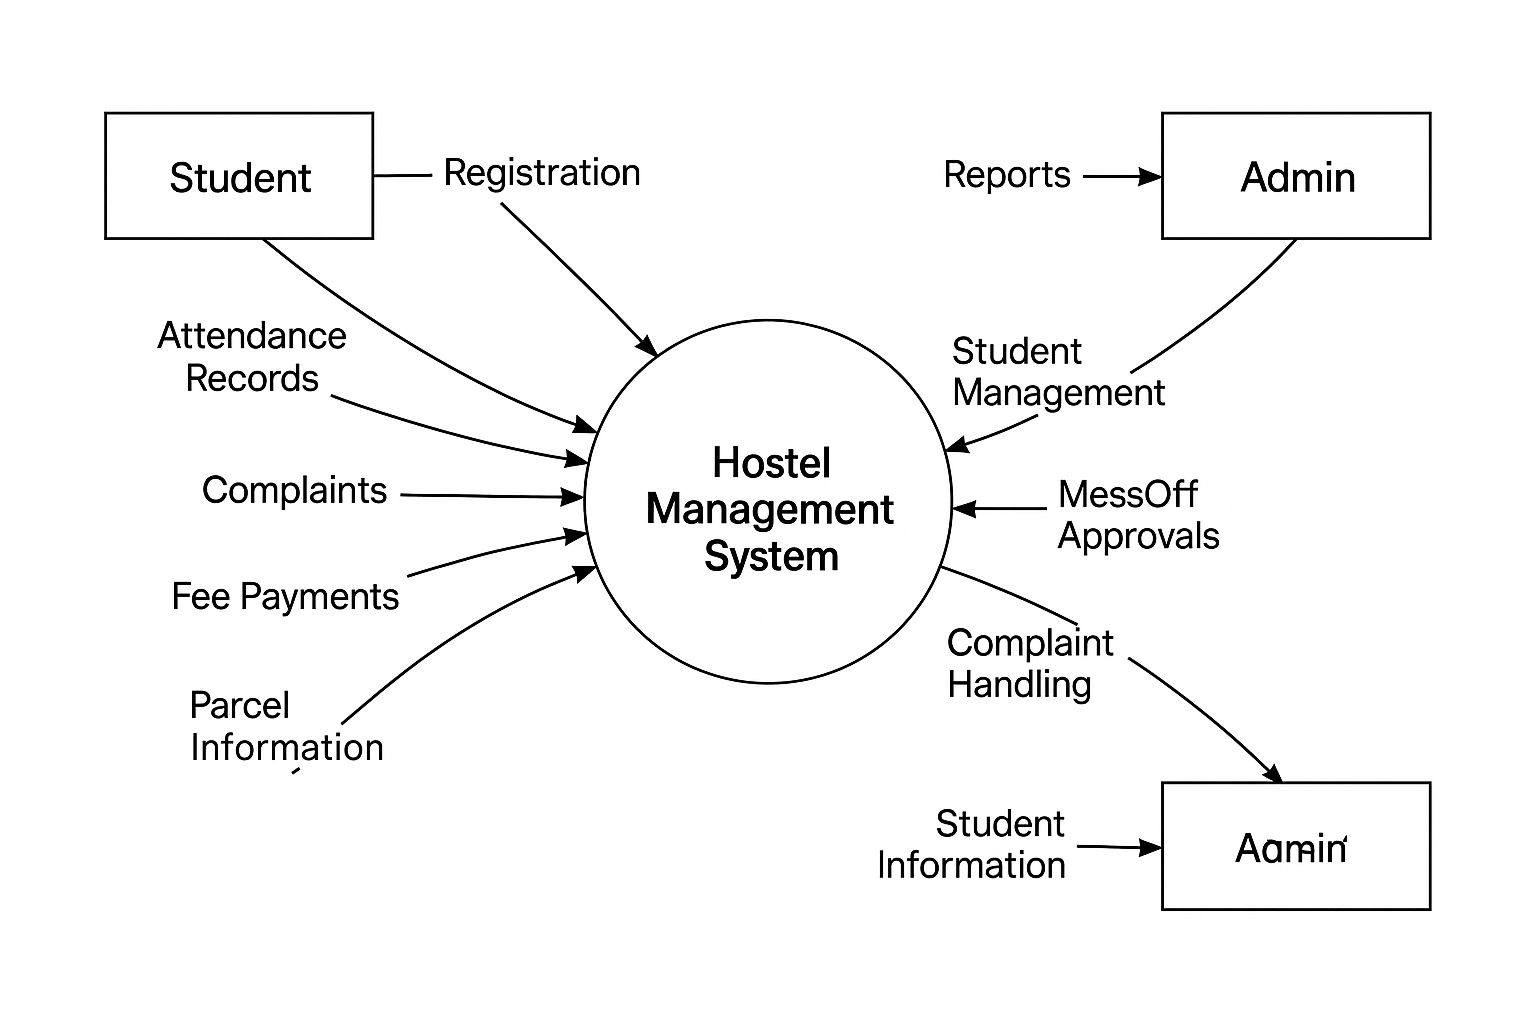 Student
Registration
Reports
Admin
Attendance
Records
Student
Management
Complaints
Hostel
Management
System
MessOff
Approvals
Fee Payments
Complaint
Handling
Parcel
Information
Student
Information
Aamin